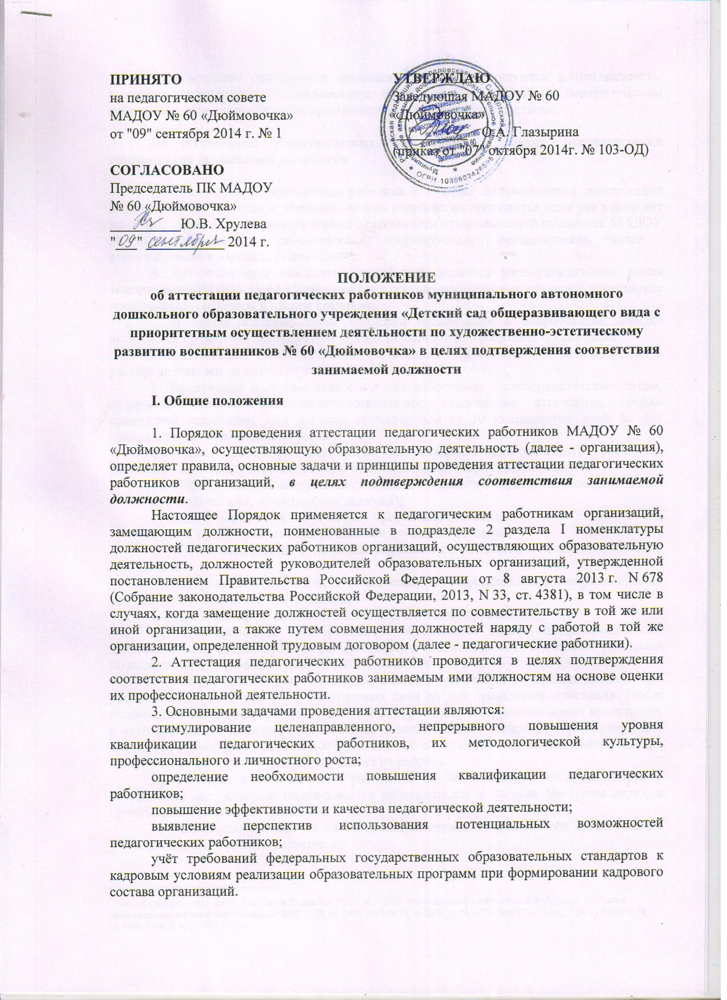 ПРИНЯТО
на педагогическом совете
МАДОУ № 60 «Дюймовочка»
от "09" сентября 2014 г. № 1
УТВЕРЖДАЮ
Заведующая МАДОУ № 60
«Дюймовочка»
О.А. Глазырина
(приказ от "07" октября 2014г. № 103-ОД)
СОГЛАСОВАНО
Председатель ПК МАДОУ
№ 60 «Дюймовочка»
Ю.В. Хрулева
"09" сентября 2014 г.
ПОЛОЖЕНИЕ
об аттестации педагогических работников муниципального автономного
дошкольного образовательного учреждения «Детский сад общеразвивающего вида с
приоритетным осуществлением деятельности по художественно-эстетическому
развитию воспитанников № 60 «Дюймовочка» в целях подтверждения соответствия
занимаемой должности
I. Общие положения
1. Порядок проведения аттестации педагогических работников МАДОУ № 60
«Дюймовочка», осуществляющую образовательную деятельность (далее - организация),
определяет правила, основные задачи и принципы проведения аттестации педагогических
работников организаций, в целях подтверждения соответствия занимаемой
должности.
Настоящее Порядок применяется к педагогическим работникам организаций,
замещающим должности, поименованные в подразделе 2 раздела I номенклатуры
должностей педагогических работников организаций, осуществляющих образовательную
деятельность, должностей руководителей образовательных организаций, утвержденной
постановлением Правительства Российской Федерации от 8 августа 2013 г. N 678
(Собрание законодательства Российской Федерации, 2013, N 33, ст. 4381), в том числе в
случаях, когда замещение должностей осуществляется по совместительству в той же или
иной организации, а также путем совмещения должностей наряду с работой в той же
организации, определенной трудовым договором (далее - педагогические работники).
2. Аттестация педагогических работников проводится в целях подтверждения
соответствия педагогических работников занимаемым ими должностям на основе оценки
их профессиональной деятельности.
3. Основными задачами проведения аттестации являются:
стимулирование целенаправленного, непрерывного повышения уровня
квалификации педагогических работников, их методологической культуры,
профессионального и личностного роста;
определение необходимости повышения квалификации педагогических
работников;
повышение эффективности и качества педагогической деятельности;
выявление перспектив использования потенциальных возможностей
педагогических работников;
учёт требований федеральных государственных образовательных стандартов к
кадровым условиям реализации образовательных программ при формировании кадрового
состава организаций.